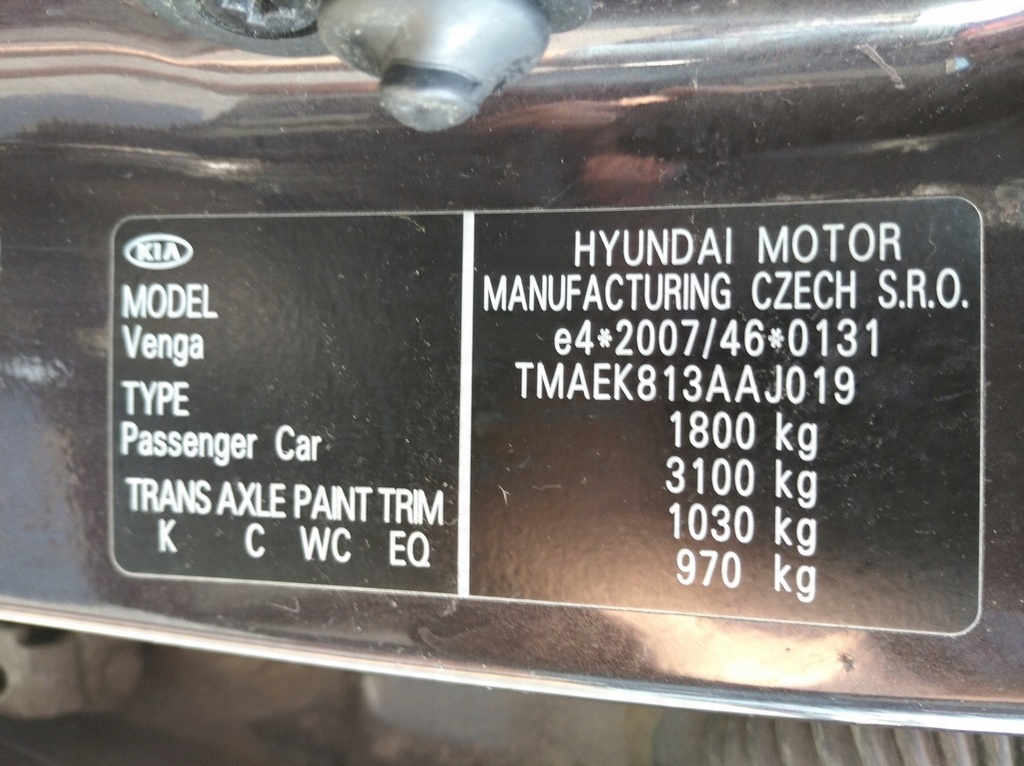 KIA
MODEL
Venga
TYPE
Passenger Car
TRANS AXLE PAINT TRIM
K C WC EQ
HYUNDAI MOTOR
MANUFACTURING CZECH S.R.O.
e4*2007/46*0131
TMAEK813AAJ019
1800 kg
3100 kg
1030 kg
970 kg